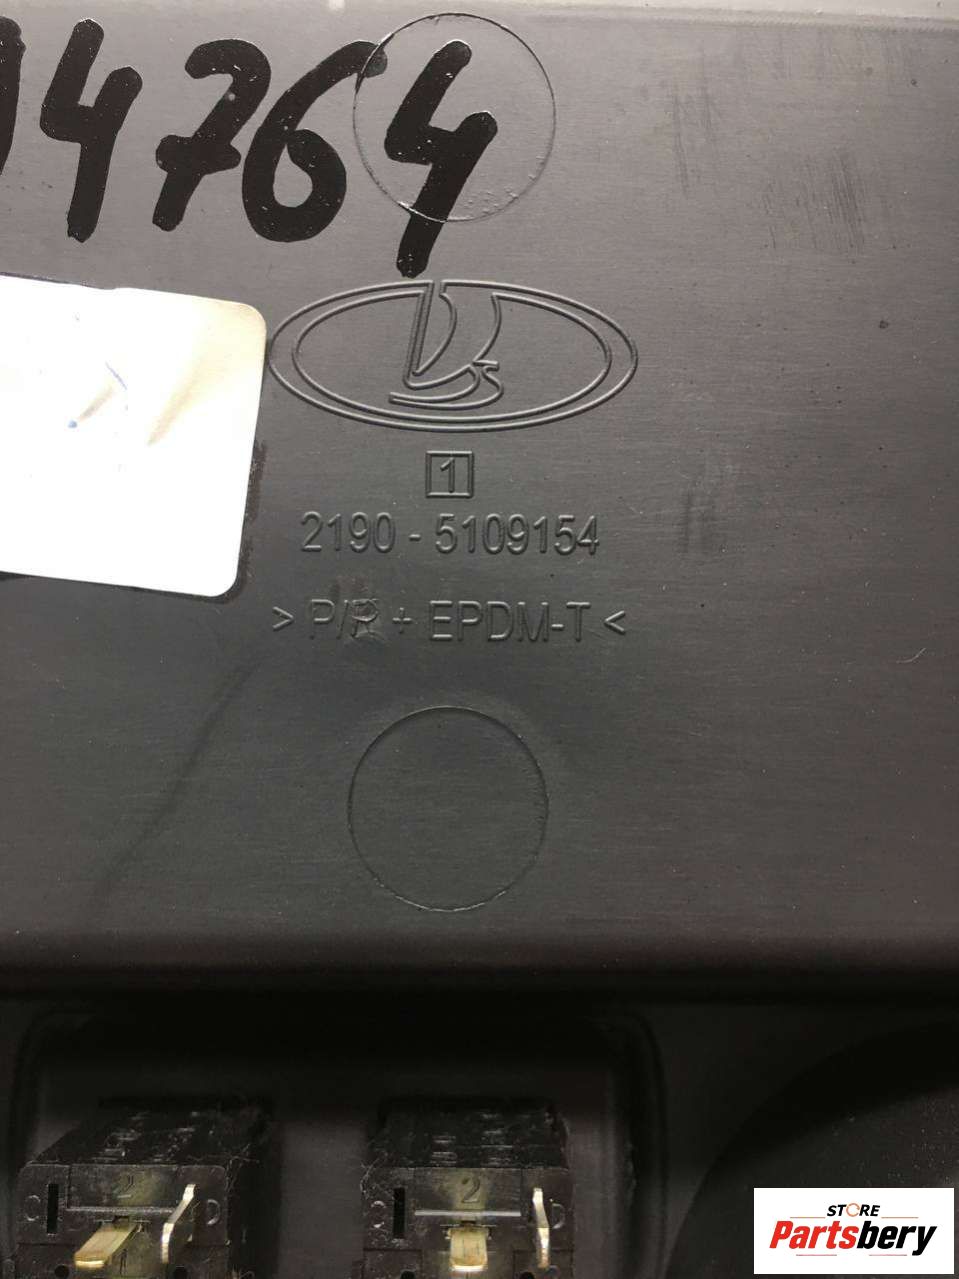 4764
1
2190 - 5109154
> P/P + EPDM-T <
2
2
STORE
Partsbery